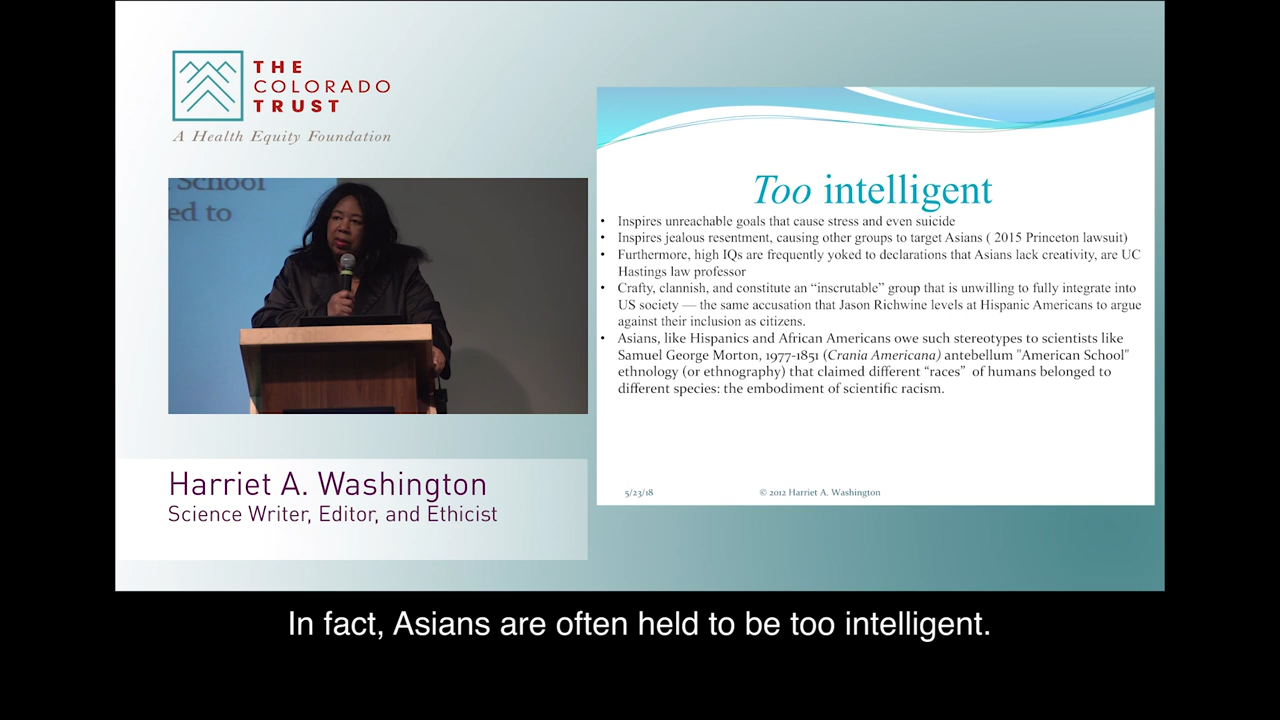 THE
COLORADO
TRUST
A Health Equity Foundation
School
ed to
Harriet A. Washington
Science Writer, Editor, and Ethicist
Too intelligent
• Inspires unreachable goals that cause stress and even suicide
• Inspires jealous resentment, causing other groups to target Asians ( 2015 Princeton lawsuit)
• Furthermore, high IQs are frequently yoked to declarations that Asians lack creativity, are UC
Hastings law professor
• Crafty, clannish, and constitute an “inscrutable” group that is unwilling to fully integrate into
US society — the same accusation that Jason Richwine levels at Hispanic Americans to argue
against their inclusion as citizens.
• Asians, like Hispanics and African Americans owe such stereotypes to scientists like
Samuel George Morton, 1977-1851 (Crania Americana) antebellum "American School"
ethnology (or ethnography) that claimed different “races” of humans belonged to
different species: the embodiment of scientific racism.
5/23/18
© 2012 Harriet A. Washington
In fact, Asians are often held to be too intelligent.